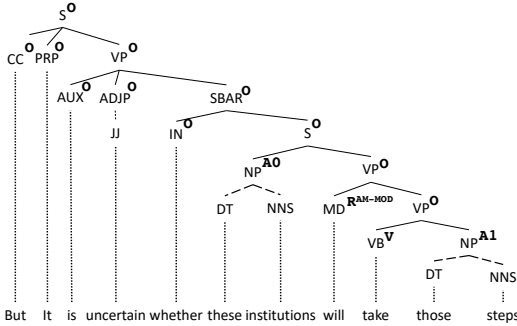 S^O
CC^O PRP^O VP^O
AUX^O ADJP^O SBAR^O
JJ IN^O S^O
NP^A0 VP^O
DT NNS MD^R^AM-MOD VP^O
VB^V NP^A1
DT NNS
But It is uncertain whether these institutions will take those steps